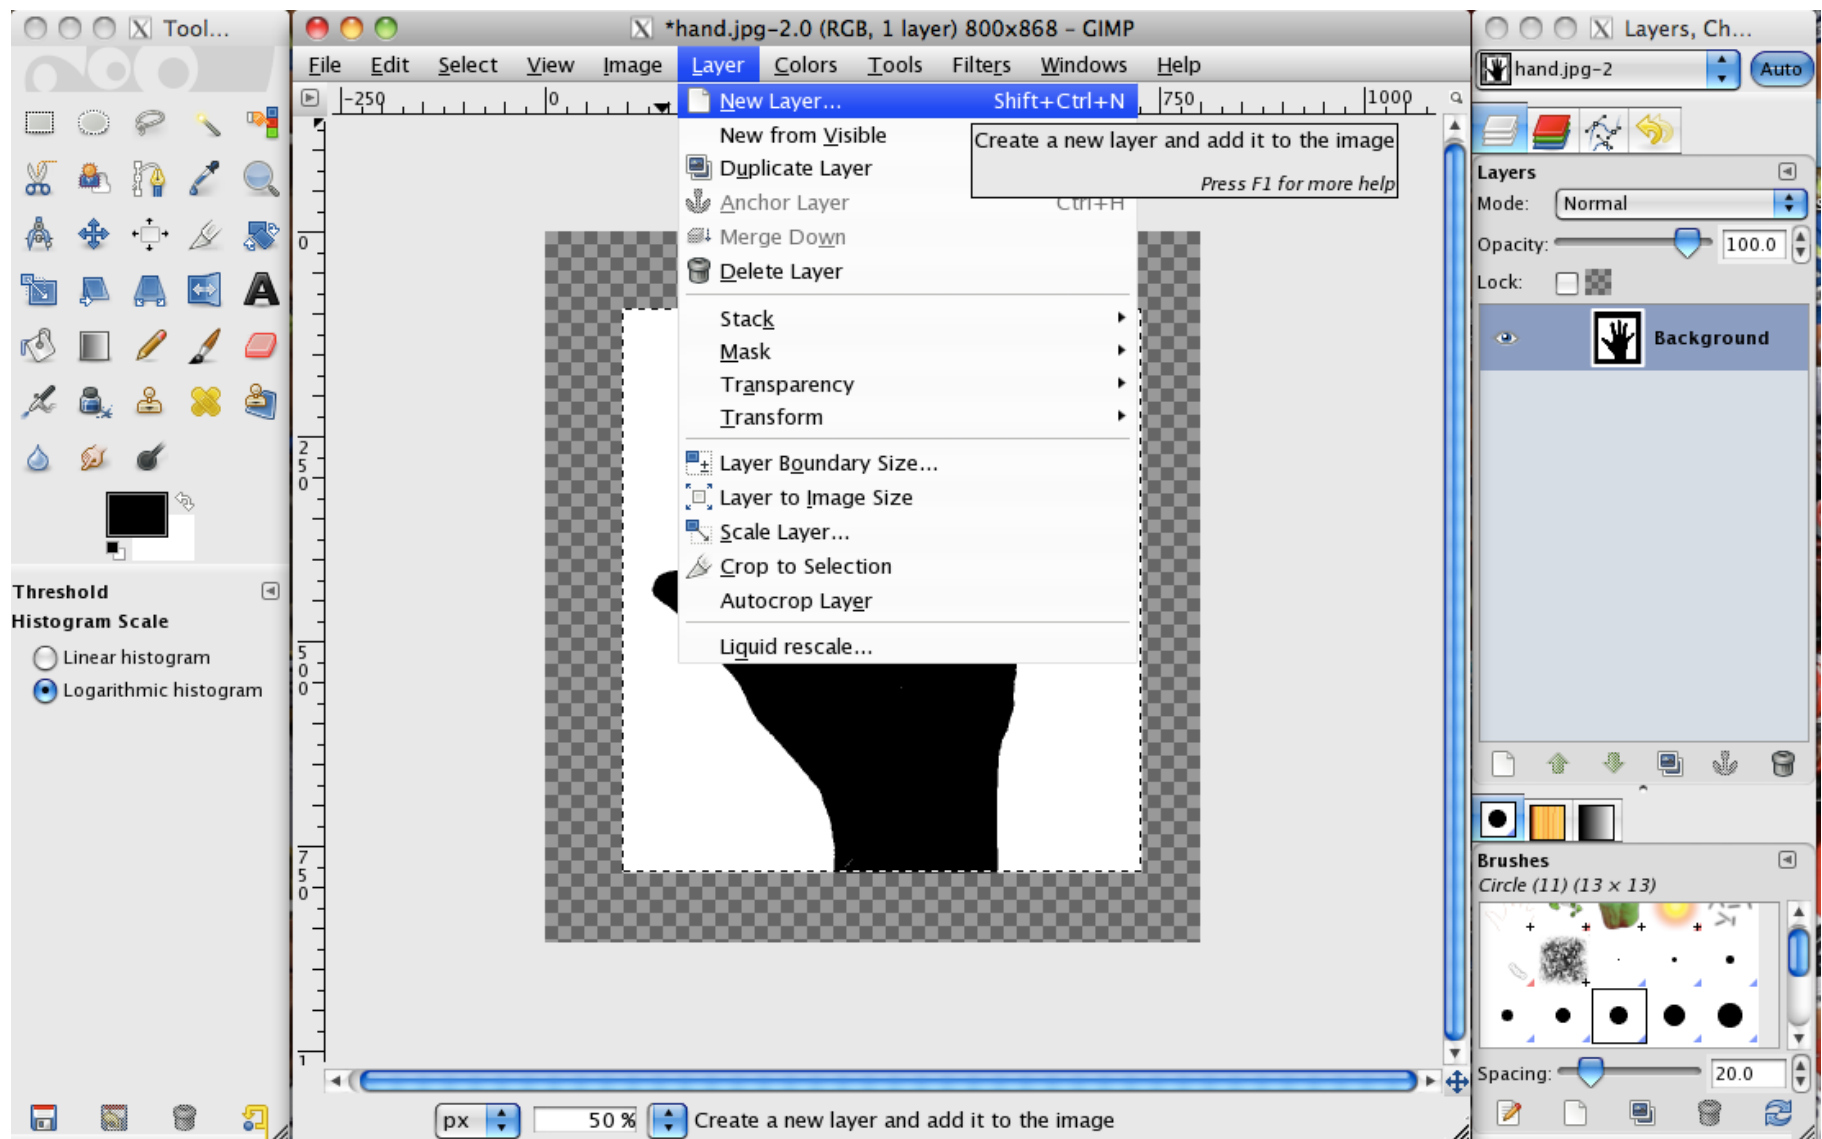 Tool...
*hand.jpg-2.0 (RGB, 1 layer) 800x868 – GIMP
Layers, Ch...
File Edit Select View Image Layer Colors Tools Filters Windows Help
hand.jpg-2
Auto
-250 0 750 1000
New Layer... Shift+Ctrl+N
New from Visible
Create a new layer and add it to the image
Press F1 for more help
Duplicate Layer
Anchor Layer Ctrl+H
Merge Down
Delete Layer
Stack
Mask
Transparency
Transform
Layer Boundary Size...
Layer to Image Size
Scale Layer...
Crop to Selection
Autocrop Layer
Liquid rescale...
0
250
500
750
1
Threshold
Histogram Scale
Linear histogram
Logarithmic histogram
Layers
Mode: Normal
Opacity: 100.0
Lock:
Background
Brushes
Circle (11) (13 × 13)
Spacing: 20.0
px 50 % Create a new layer and add it to the image